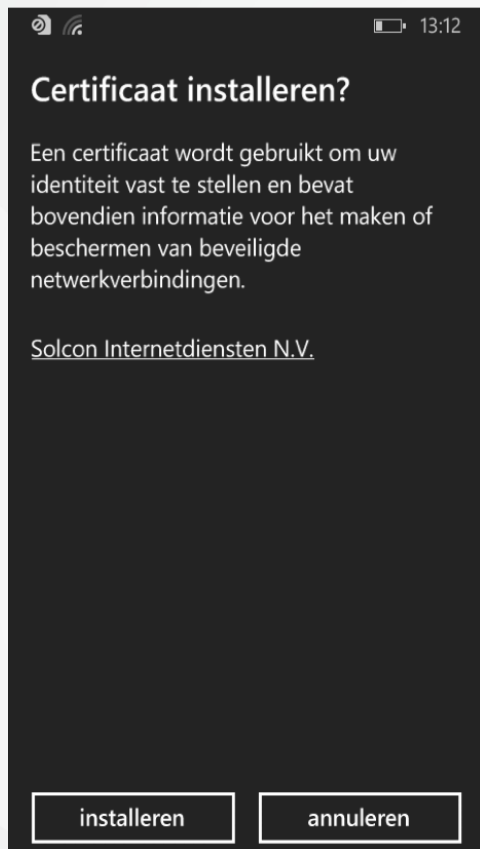 13:12
Certificaat installeren?
Een certificaat wordt gebruikt om uw
identiteit vast te stellen en bevat
bovendien informatie voor het maken of
beschermen van beveiligde
netwerkverbindingen.
Solcon Internetdiensten N.V.
installeren annuleren